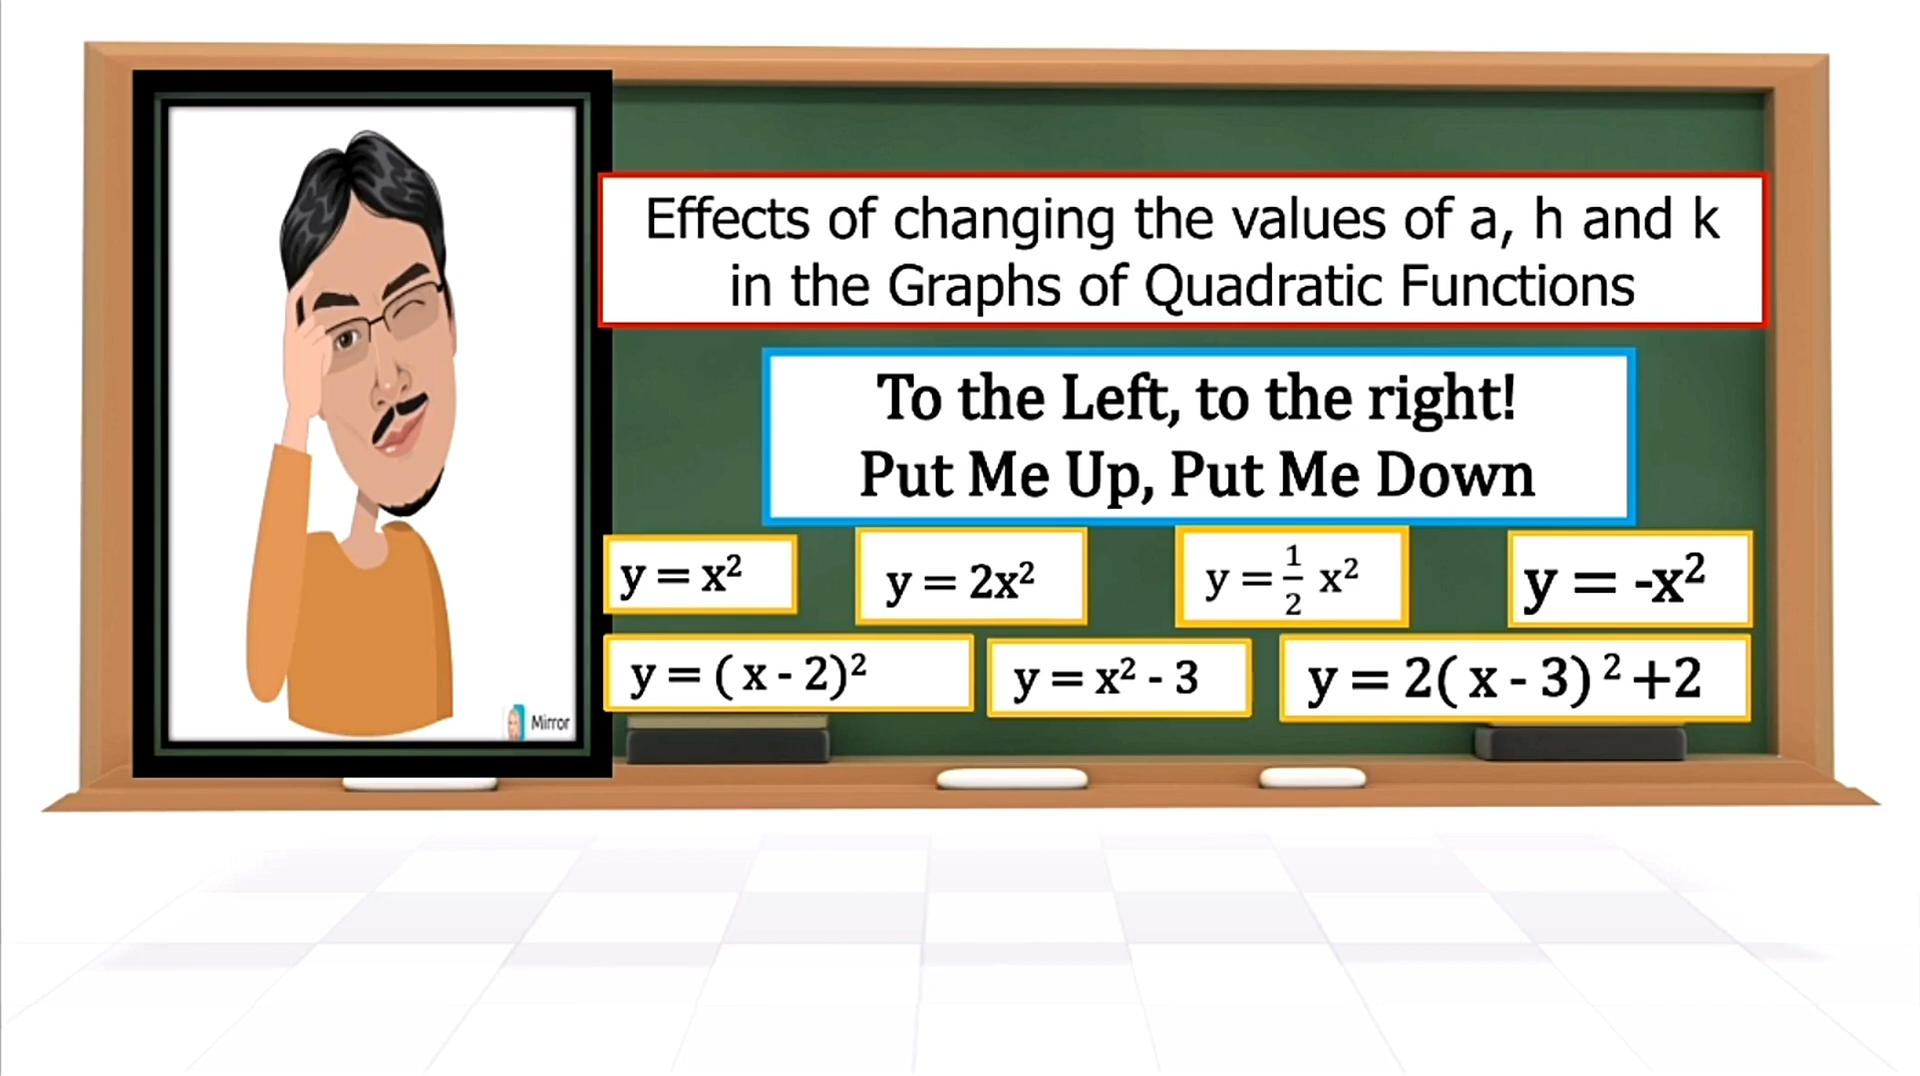 Effects of changing the values of a, h and k
in the Graphs of Quadratic Functions
To the Left, to the right!
Put Me Up, Put Me Down
y = x²
y = 2x²
y = 1/2 x²
y = -x²
y = ( x - 2)²
y = x² - 3
y = 2( x - 3) ² +2
Mirror